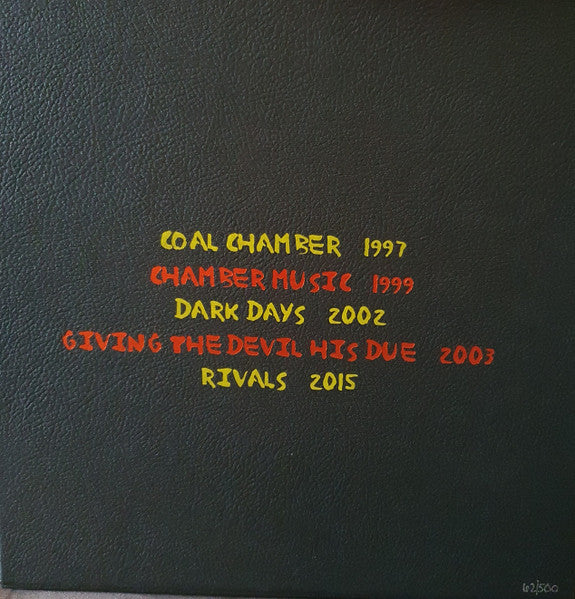 COAL CHAMBER 1997
CHAMBER MUSIC 1999
DARK DAYS 2002
GIVING THE DEVIL HIS DUE 2003
RIVALS 2015
62/500